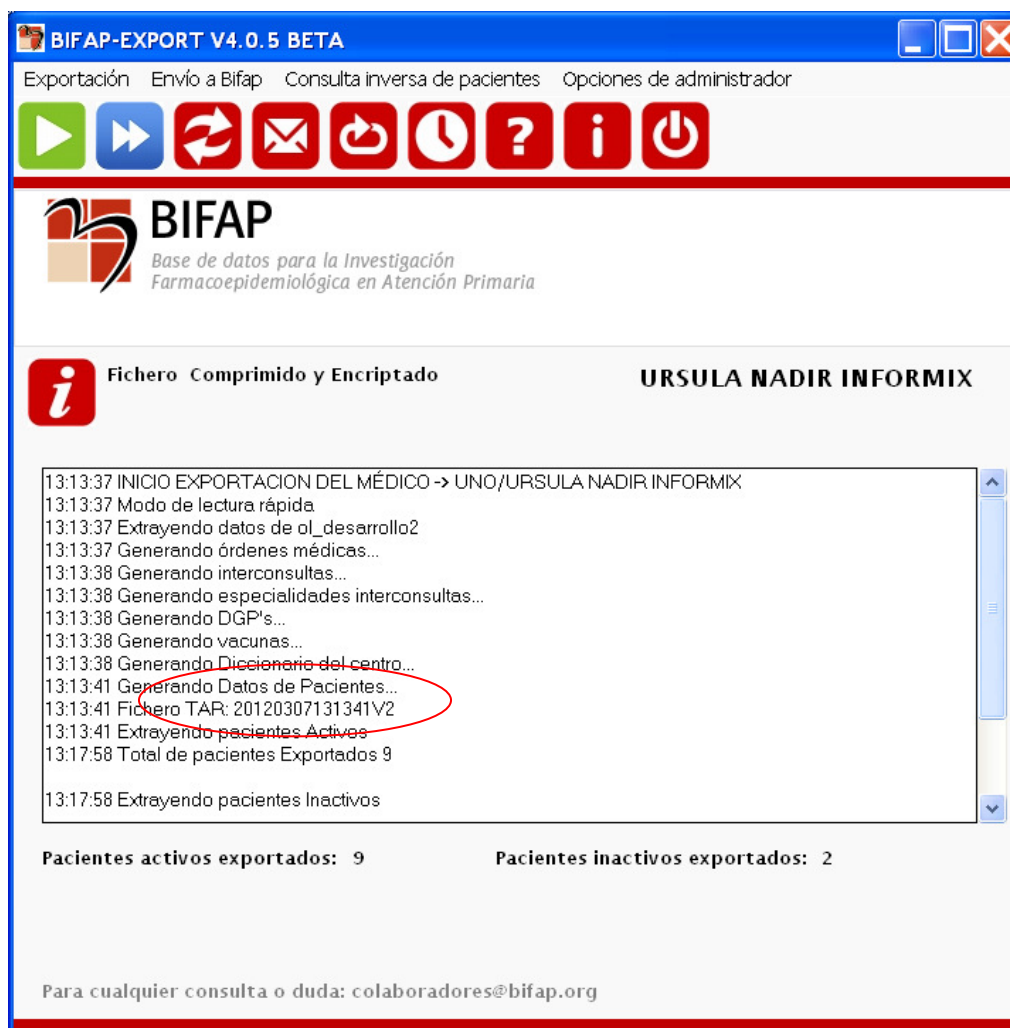 BIFAP-EXPORT V4.0.5 BETA
Exportación Envío a Bifap Consulta inversa de pacientes Opciones de administrador
BIFAP
Base de datos para la Investigación
Farmacoepidemiológica en Atención Primaria
Fichero Comprimido y Encriptado
URSULA NADIR INFORMIX
13:13:37 INICIO EXPORTACION DEL MÉDICO -> UNO/URSULA NADIR INFORMIX
13:13:37 Modo de lectura rápida
13:13:37 Extrayendo datos de ol_desarrollo2
13:13:37 Generando órdenes médicas...
13:13:38 Generando interconsultas...
13:13:38 Generando especialidades interconsultas...
13:13:38 Generando DGP's...
13:13:38 Generando vacunas...
13:13:38 Generando Diccionario del centro...
13:13:41 Generando Datos de Pacientes...
13:13:41 Fichero TAR: 20120307131341V2
13:13:41 Extrayendo pacientes Activos
13:17:58 Total de pacientes Exportados 9
13:17:58 Extrayendo pacientes Inactivos
Pacientes activos exportados: 9
Pacientes inactivos exportados: 2
Para cualquier consulta o duda: colaboradores@bifap.org